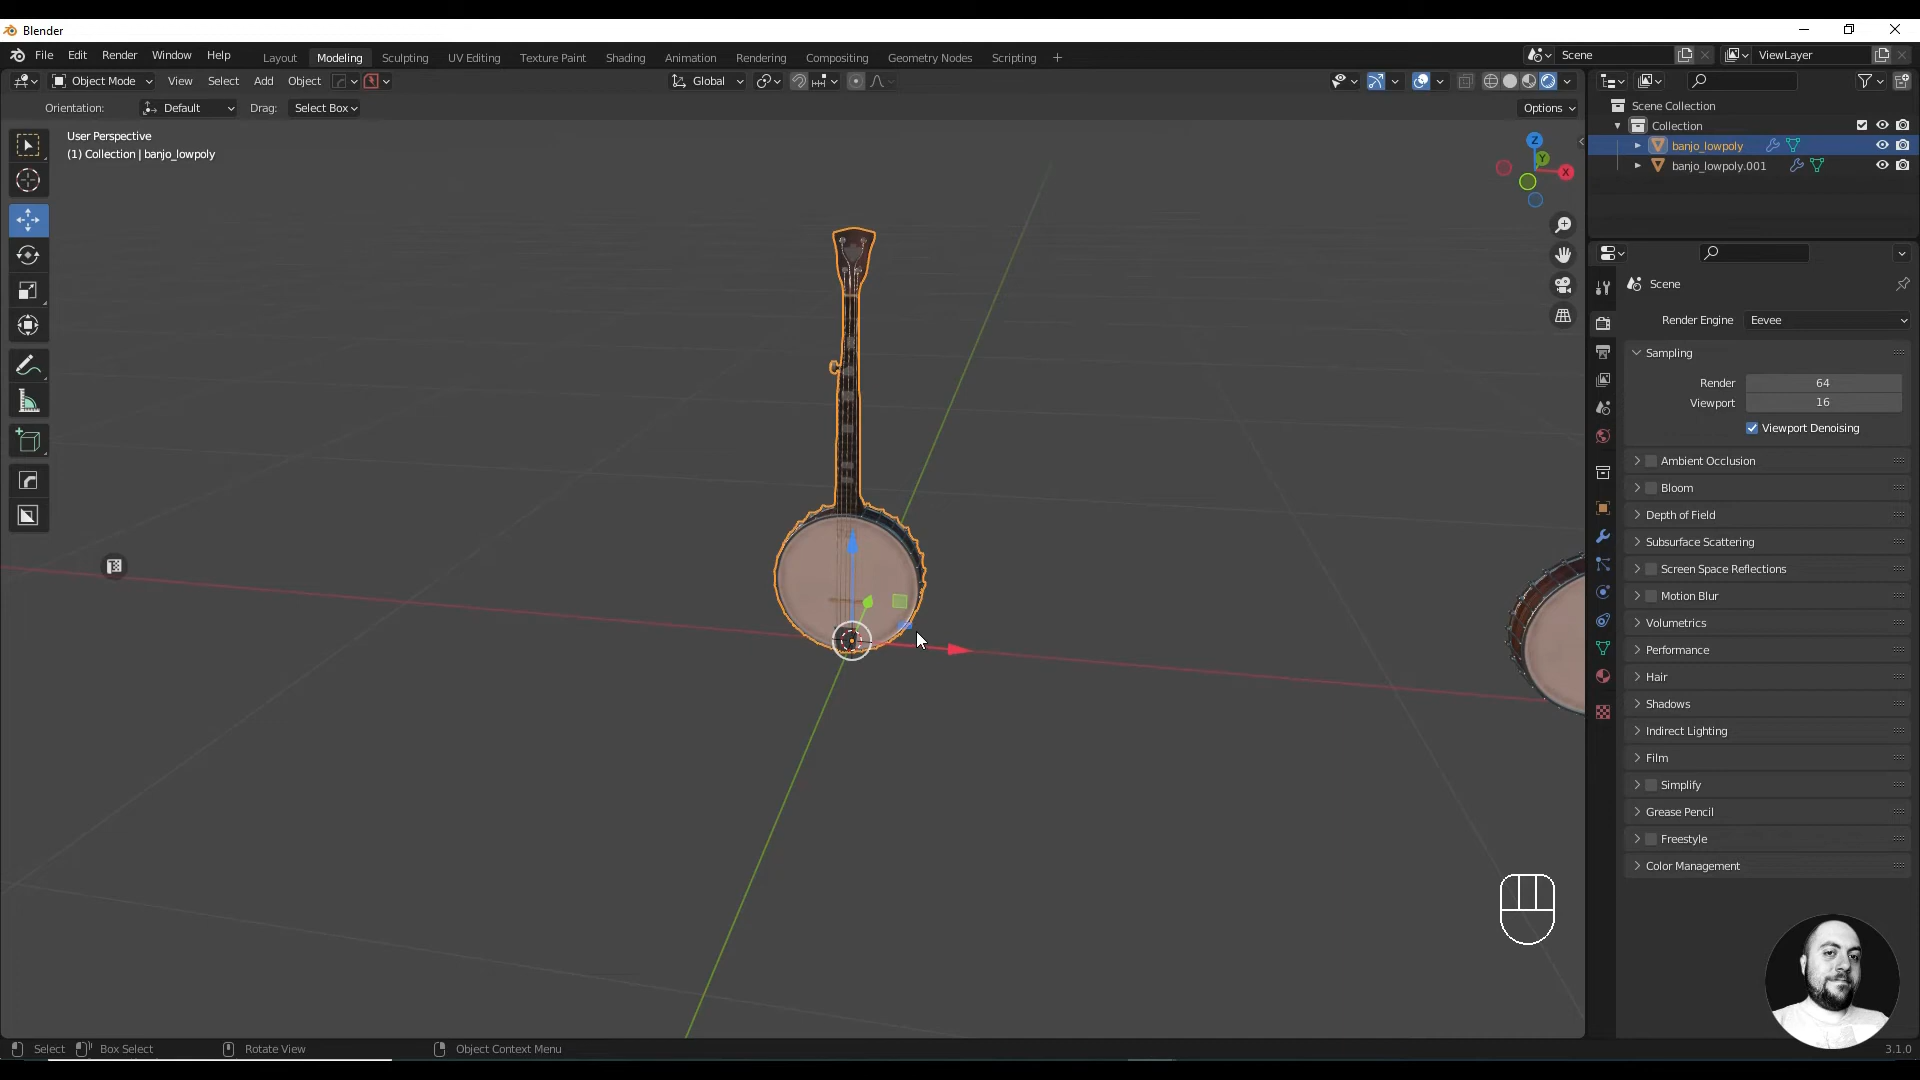 Blender
File Edit Render Window Help
Layout Modeling Sculpting UV Editing Texture Paint Shading Animation Rendering Compositing Geometry Nodes Scripting +
Scene
ViewLayer
Object Mode View Select Add Object
Global
Orientation: Default Drag: Select Box
Options
User Perspective
(1) Collection | banjo_lowpoly
Z
Y
X
Scene Collection
Collection
banjo_lowpoly
banjo_lowpoly.001
Scene
Render Engine Eevee
Sampling
Render 64
Viewport 16
Viewport Denoising
Ambient Occlusion
Bloom
Depth of Field
Subsurface Scattering
Screen Space Reflections
Motion Blur
Volumetrics
Performance
Hair
Shadows
Indirect Lighting
Film
Simplify
Grease Pencil
Freestyle
Color Management
Select Box Select Rotate View Object Context Menu
3.1.0